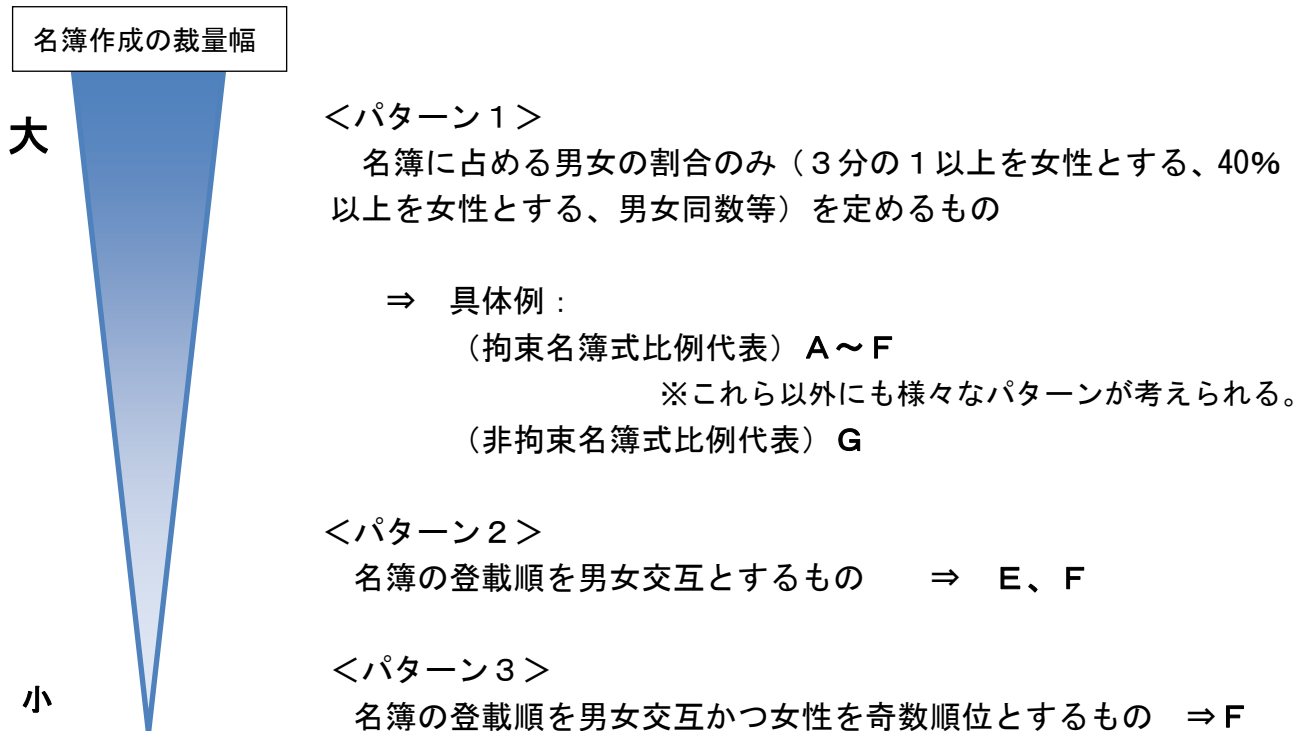 名簿作成の裁量幅
大
＜パターン１＞
名簿に占める男女の割合のみ（３分の１以上を女性とする、40%
以上を女性とする、男女同数等）を定めるもの
⇒　具体例：
（拘束名簿式比例代表）Ａ～Ｆ
※これら以外にも様々なパターンが考えられる。
（非拘束名簿式比例代表）Ｇ
＜パターン２＞
名簿の登載順を男女交互とするもの　　⇒　Ｅ、Ｆ
＜パターン３＞
小
名簿の登載順を男女交互かつ女性を奇数順位とするもの　⇒Ｆ